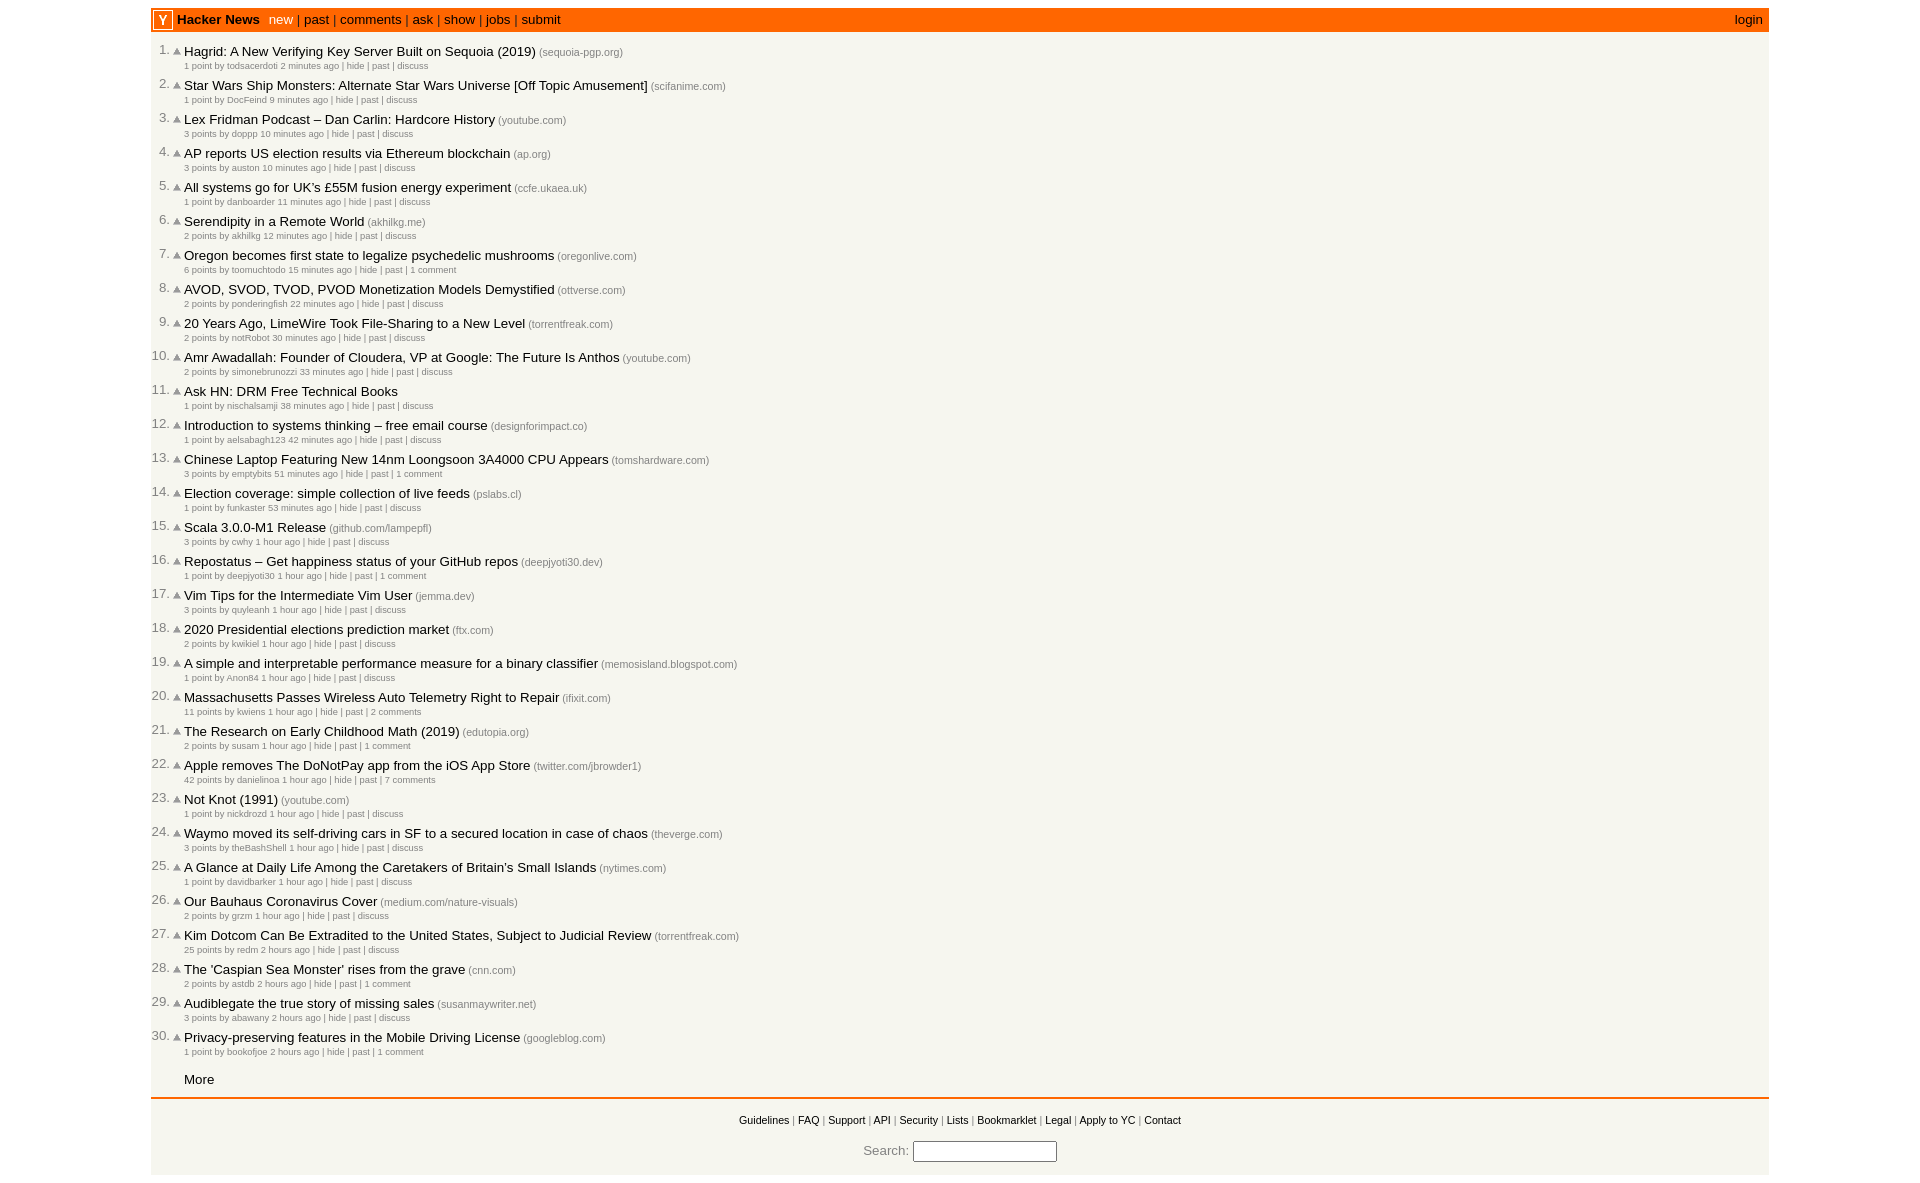 Y Hacker News new | past | comments | ask | show | jobs | submit login
1. Hagrid: A New Verifying Key Server Built on Sequoia (2019) (sequoia-pgp.org)
1 point by todsacerdoti 2 minutes ago | hide | past | discuss
2. Star Wars Ship Monsters: Alternate Star Wars Universe [Off Topic Amusement] (scifanime.com)
1 point by DocFeind 9 minutes ago | hide | past | discuss
3. Lex Fridman Podcast – Dan Carlin: Hardcore History (youtube.com)
3 points by doppp 10 minutes ago | hide | past | discuss
4. AP reports US election results via Ethereum blockchain (ap.org)
3 points by auston 10 minutes ago | hide | past | discuss
5. All systems go for UK’s £55M fusion energy experiment (ccfe.ukaea.uk)
1 point by danboarder 11 minutes ago | hide | past | discuss
6. Serendipity in a Remote World (akhilkg.me)
2 points by akhilkg 12 minutes ago | hide | past | discuss
7. Oregon becomes first state to legalize psychedelic mushrooms (oregonlive.com)
6 points by toomuchtodo 15 minutes ago | hide | past | 1 comment
8. AVOD, SVOD, TVOD, PVOD Monetization Models Demystified (ottverse.com)
2 points by ponderingfish 22 minutes ago | hide | past | discuss
9. 20 Years Ago, LimeWire Took File-Sharing to a New Level (torrentfreak.com)
2 points by notRobot 30 minutes ago | hide | past | discuss
10. Amr Awadallah: Founder of Cloudera, VP at Google: The Future Is Anthos (youtube.com)
2 points by simonebrunozzi 33 minutes ago | hide | past | discuss
11. Ask HN: DRM Free Technical Books
1 point by nischalsamji 38 minutes ago | hide | past | discuss
12. Introduction to systems thinking – free email course (designforimpact.co)
1 point by aelsabagh123 42 minutes ago | hide | past | discuss
13. Chinese Laptop Featuring New 14nm Loongsoon 3A4000 CPU Appears (tomshardware.com)
3 points by emptybits 51 minutes ago | hide | past | 1 comment
14. Election coverage: simple collection of live feeds (pslabs.cl)
1 point by funkaster 53 minutes ago | hide | past | discuss
15. Scala 3.0.0-M1 Release (github.com/lampepfl)
3 points by cwhy 1 hour ago | hide | past | discuss
16. Repostatus – Get happiness status of your GitHub repos (deepjyoti30.dev)
1 point by deepjyoti30 1 hour ago | hide | past | 1 comment
17. Vim Tips for the Intermediate Vim User (jemma.dev)
3 points by quyleanh 1 hour ago | hide | past | discuss
18. 2020 Presidential elections prediction market (ftx.com)
2 points by kwikiel 1 hour ago | hide | past | discuss
19. A simple and interpretable performance measure for a binary classifier (memosisland.blogspot.com)
1 point by Anon84 1 hour ago | hide | past | discuss
20. Massachusetts Passes Wireless Auto Telemetry Right to Repair (ifixit.com)
11 points by kwiens 1 hour ago | hide | past | 2 comments
21. The Research on Early Childhood Math (2019) (edutopia.org)
2 points by susam 1 hour ago | hide | past | 1 comment
22. Apple removes The DoNotPay app from the iOS App Store (twitter.com/jbrowder1)
42 points by danielinoa 1 hour ago | hide | past | 7 comments
23. Not Knot (1991) (youtube.com)
1 point by nickdrozd 1 hour ago | hide | past | discuss
24. Waymo moved its self-driving cars in SF to a secured location in case of chaos (theverge.com)
3 points by theBashShell 1 hour ago | hide | past | discuss
25. A Glance at Daily Life Among the Caretakers of Britain’s Small Islands (nytimes.com)
1 point by davidbarker 1 hour ago | hide | past | discuss
26. Our Bauhaus Coronavirus Cover (medium.com/nature-visuals)
2 points by grzm 1 hour ago | hide | past | discuss
27. Kim Dotcom Can Be Extradited to the United States, Subject to Judicial Review (torrentfreak.com)
25 points by redm 2 hours ago | hide | past | discuss
28. The 'Caspian Sea Monster' rises from the grave (cnn.com)
2 points by astdb 2 hours ago | hide | past | 1 comment
29. Audiblegate the true story of missing sales (susanmaywriter.net)
3 points by abawany 2 hours ago | hide | past | discuss
30. Privacy-preserving features in the Mobile Driving License (googleblog.com)
1 point by bookofjoe 2 hours ago | hide | past | 1 comment
More
Guidelines | FAQ | Support | API | Security | Lists | Bookmarklet | Legal | Apply to YC | Contact
Search: